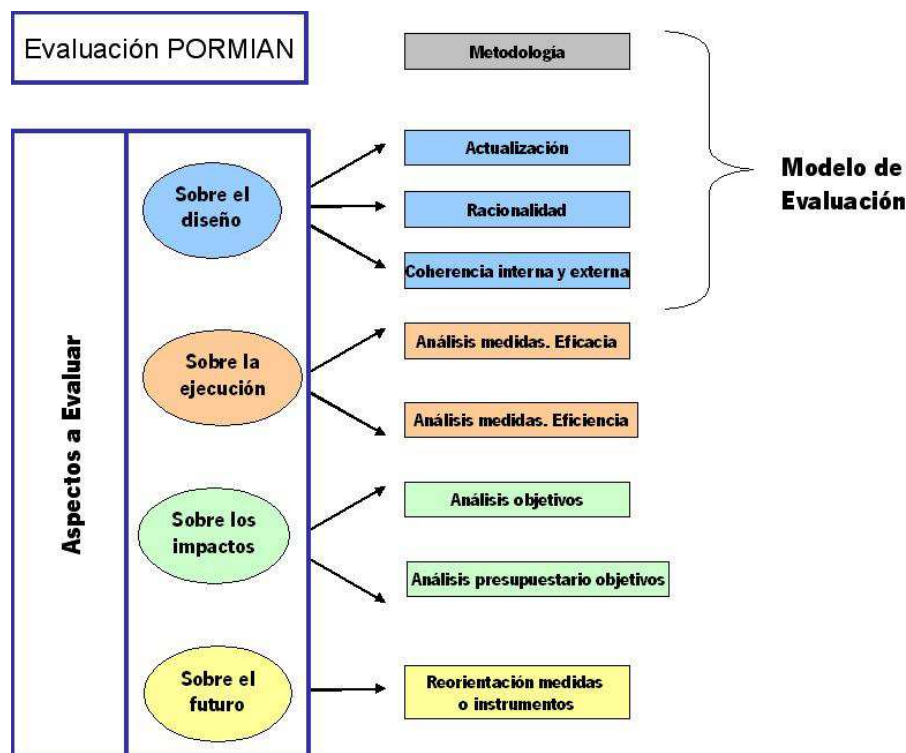 Evaluación PORMIAN
Metodología
Modelo de
Evaluación
Aspectos a Evaluar
Sobre el
diseño
Actualización
Racionalidad
Coherencia interna y externa
Sobre la
ejecución
Análisis medidas. Eficacia
Análisis medidas. Eficiencia
Sobre los
impactos
Análisis objetivos
Análisis presupuestario objetivos
Sobre el
futuro
Reorientación medidas
o instrumentos